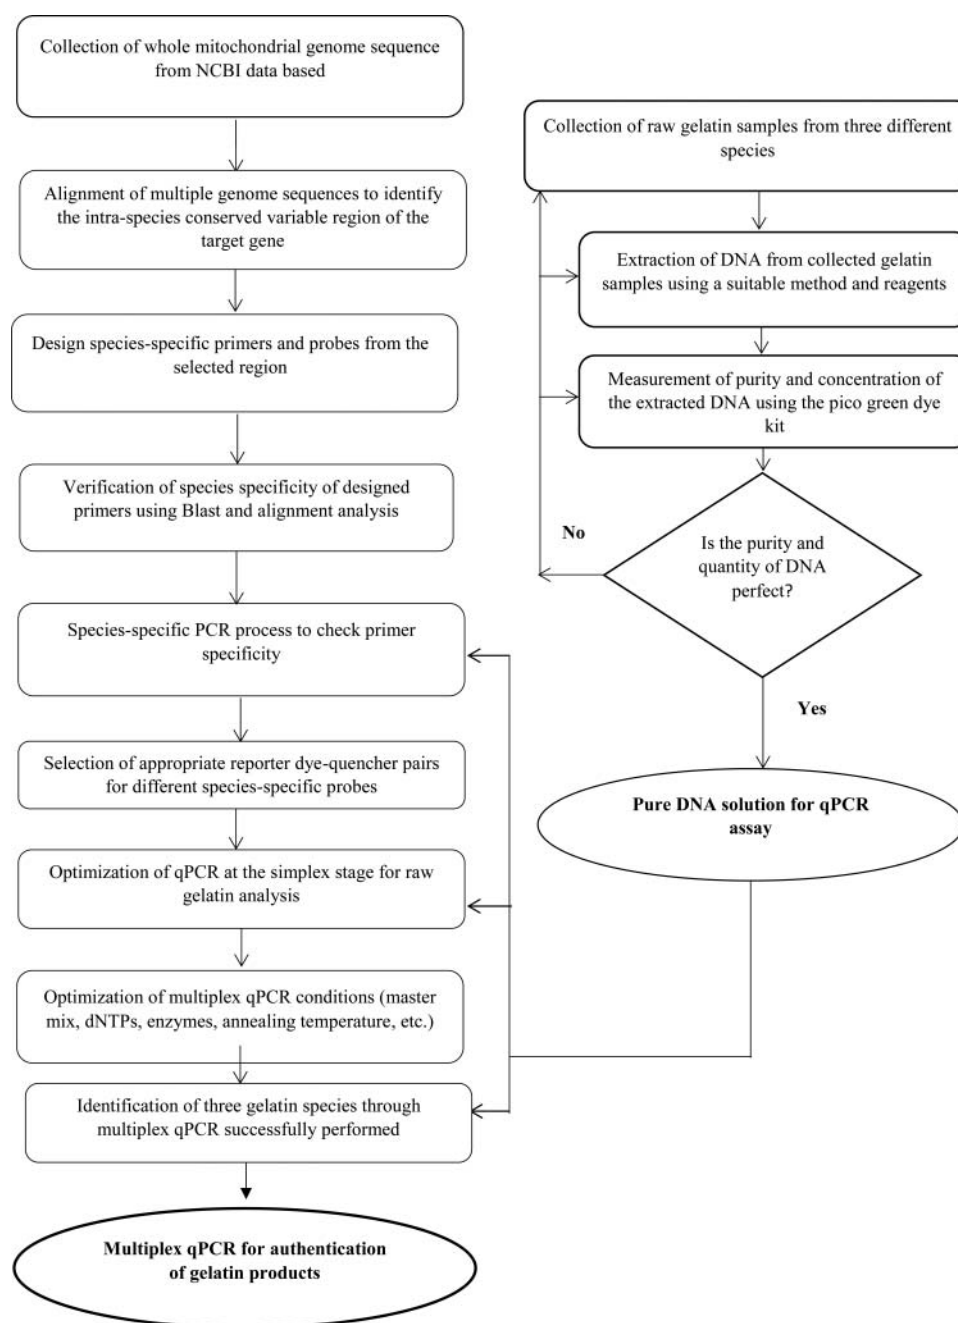 Collection of whole mitochondrial genome sequence
from NCBI data based
Alignment of multiple genome sequences to identify
the intra-species conserved variable region of the
target gene
Design species-specific primers and probes from the
selected region
Verification of species specificity of designed
primers using Blast and alignment analysis
Species-specific PCR process to check primer
specificity
Selection of appropriate reporter dye-quencher pairs
for different species-specific probes
Optimization of qPCR at the simplex stage for raw
gelatin analysis
Optimization of multiplex qPCR conditions (master
mix, dNTPs, enzymes, annealing temperature, etc.)
Identification of three gelatin species through
multiplex qPCR successfully performed
Multiplex qPCR for authentication
of gelatin products
Collection of raw gelatin samples from three different
species
Extraction of DNA from collected gelatin
samples using a suitable method and reagents
Measurement of purity and concentration of
the extracted DNA using the pico green dye
kit
Is the purity and
quantity of DNA
perfect?
No
Yes
Pure DNA solution for qPCR
assay